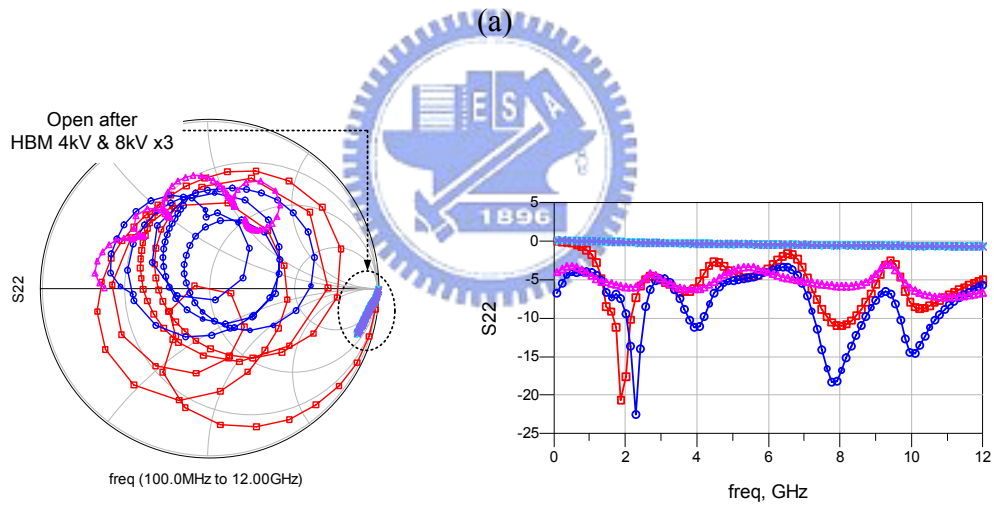 (a)
Open after
HBM 4kV & 8kV x3
E S A
1896
S22
freq (100.0MHz to 12.00GHz)
5
0
-5
-10
-15
-20
-25
S22
0 2 4 6 8 10 12
freq, GHz